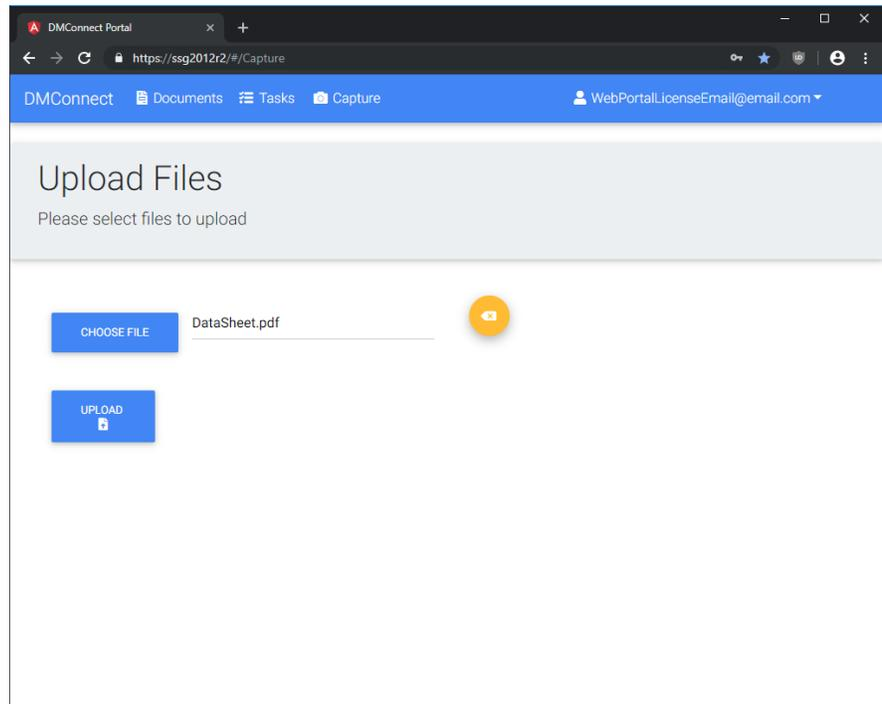 DMConnect Portal
https://ssg2012r2/#/Capture
DMConnect Documents Tasks Capture WebPortalLicenseEmail@email.com
Upload Files
Please select files to upload
CHOOSE FILE DataSheet.pdf
UPLOAD